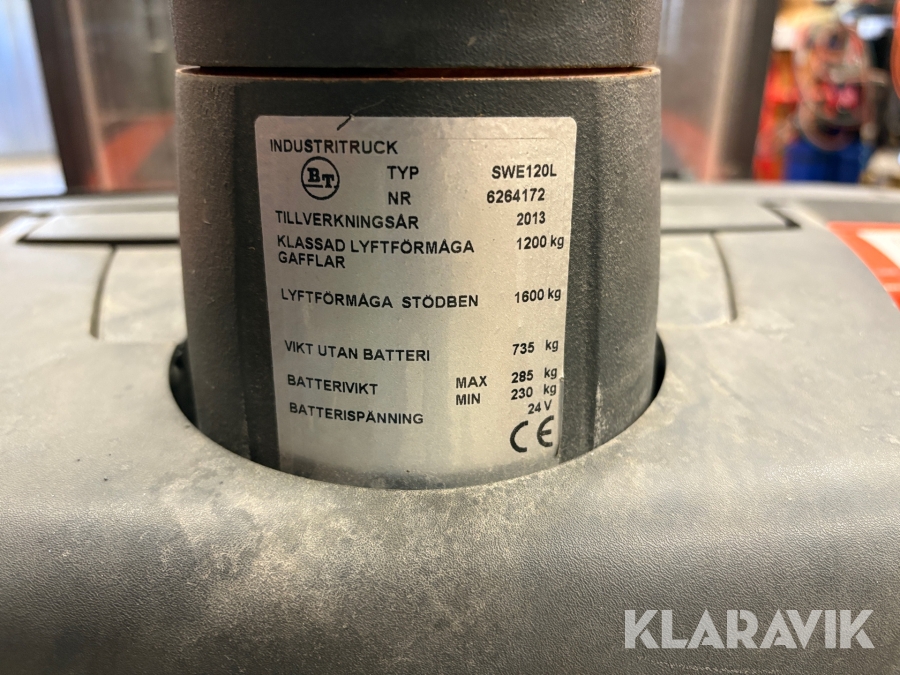 INDUSTRITRUCK
BT TYP SWE120L
NR 6264172
TILLVERKNINGSÅR 2013
KLASSAD LYFTFÖRMÅGA 1200 kg
GAFFLAR
LYFTFÖRMÅGA STÖDBEN 1600 kg
VIKT UTAN BATTERI 735 kg
BATTERIVIKT MAX 285 kg
MIN 230 kg
BATTERISPÄNNING 24 V
CE
KLARAVIK